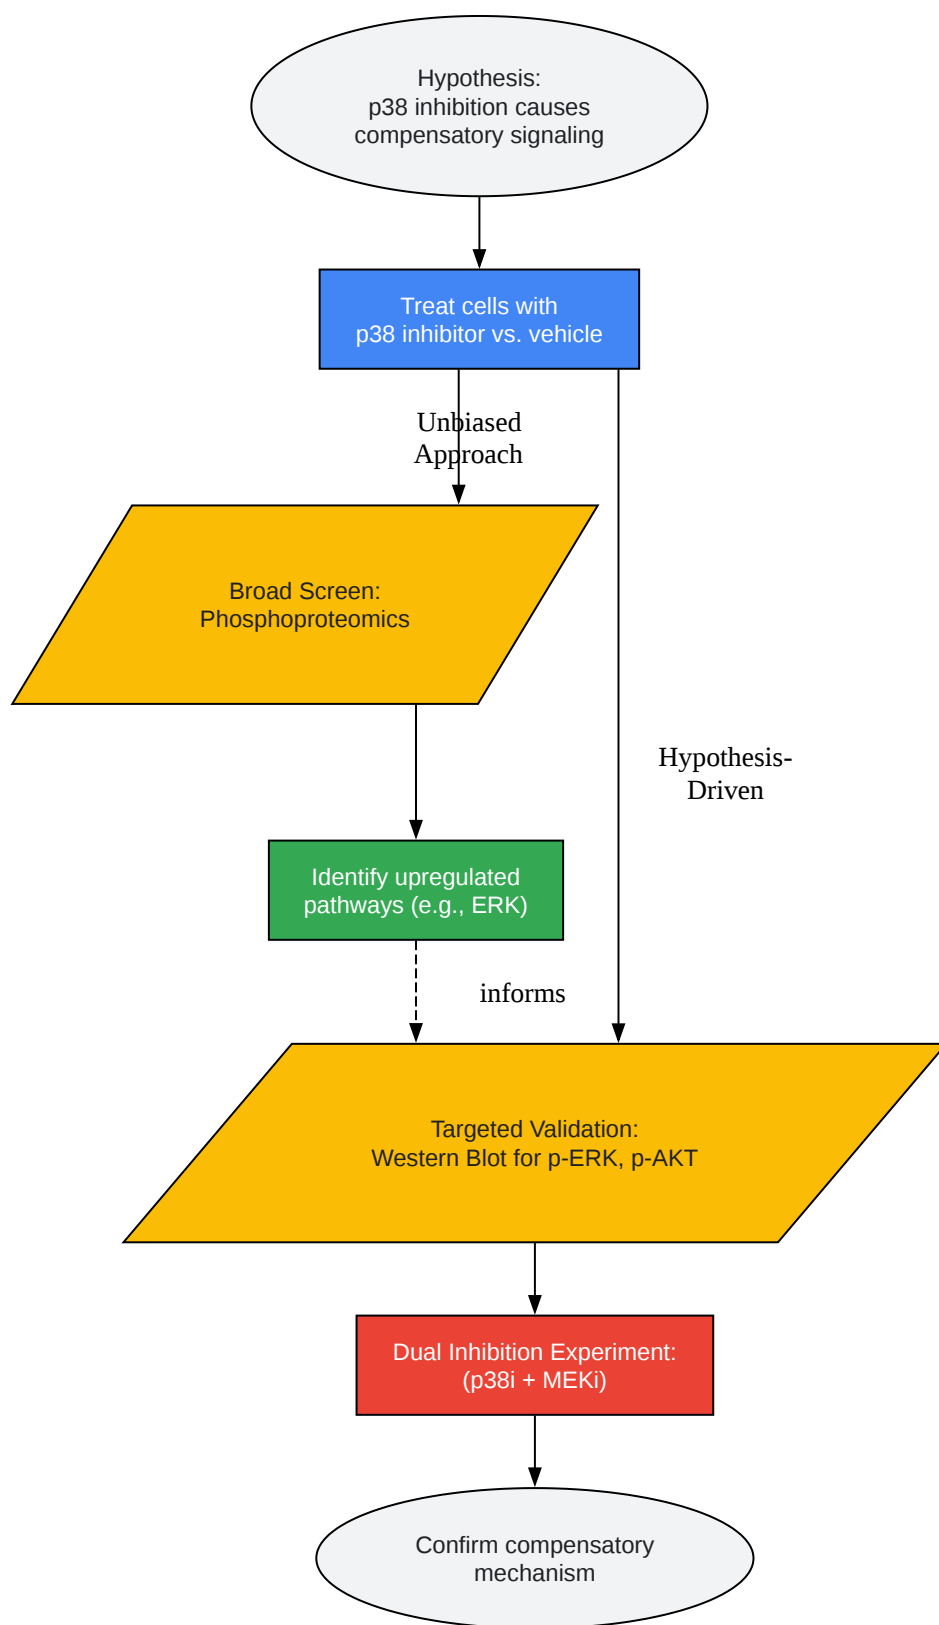 Hypothesis:
p38 inhibition causes
compensatory signaling
Treat cells with
p38 inhibitor vs. vehicle
Unbiased
Approach
Broad Screen:
Phosphoproteomics
Hypothesis-
Driven
Identify upregulated
pathways (e.g., ERK)
informs
Targeted Validation:
Western Blot for p-ERK, p-AKT
Dual Inhibition Experiment:
(p38i + MEKi)
Confirm compensatory
mechanism